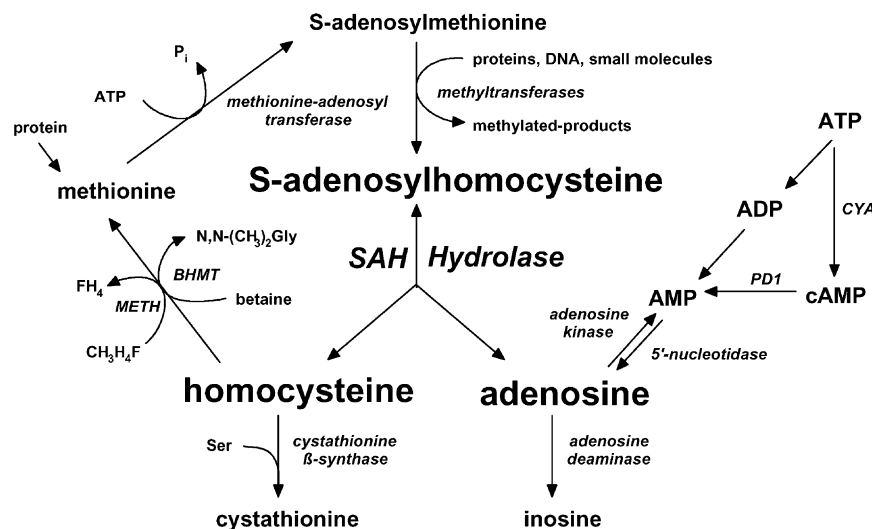 S-adenosylmethionine
Pi
proteins, DNA, small molecules
ATP
methionine-adenosyl
transferase
methyltransferases
methylated-products
protein
ATP
methionine
S-adenosylhomocysteine
ADP
CYA
N,N-(CH3)2Gly
SAH Hydrolase
BHMT
FH4
METH
betaine
PD1
AMP
cAMP
adenosine
kinase
5'-nucleotidase
CH3H4F
homocysteine
adenosine
Ser
cystathionine
ß-synthase
adenosine
deaminase
cystathionine
inosine